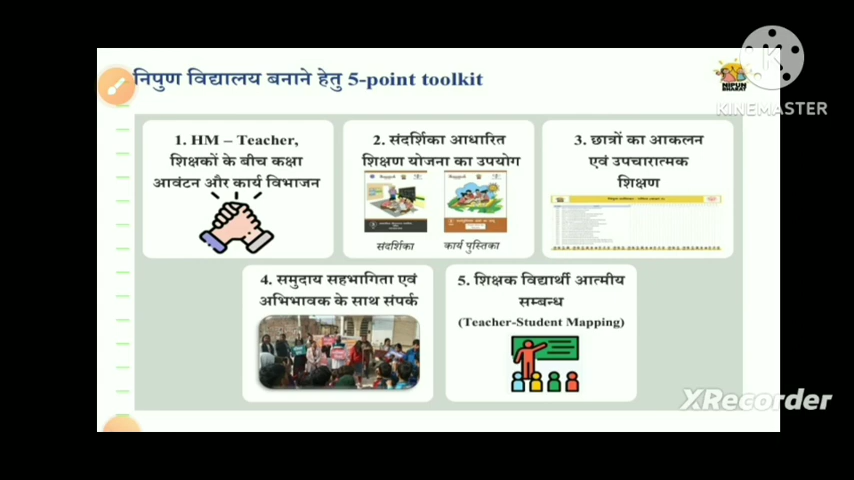 निपुण विद्यालय बनाने हेतु 5-point toolkit
NIPUN
BHARAT
KINEMASTER
1. HM – Teacher,
शिक्षकों के बीच कक्षा
आवंटन और कार्य विभाजन
2. संदर्शिका आधारित
शिक्षण योजना का उपयोग
संदर्शिका
कार्य पुस्तिका
3. छात्रों का आकलन
एवं उपचारात्मक
शिक्षण
4. समुदाय सहभागिता एवं
अभिभावक के साथ संपर्क
5. शिक्षक विद्यार्थी आत्मीय
सम्बन्ध
(Teacher-Student Mapping)
XRecorder